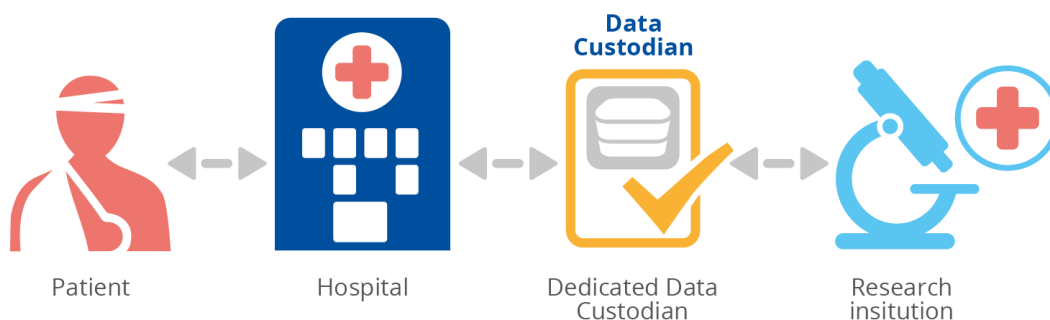 Data
Custodian
Patient
Hospital
Dedicated Data
Custodian
Research
insitution